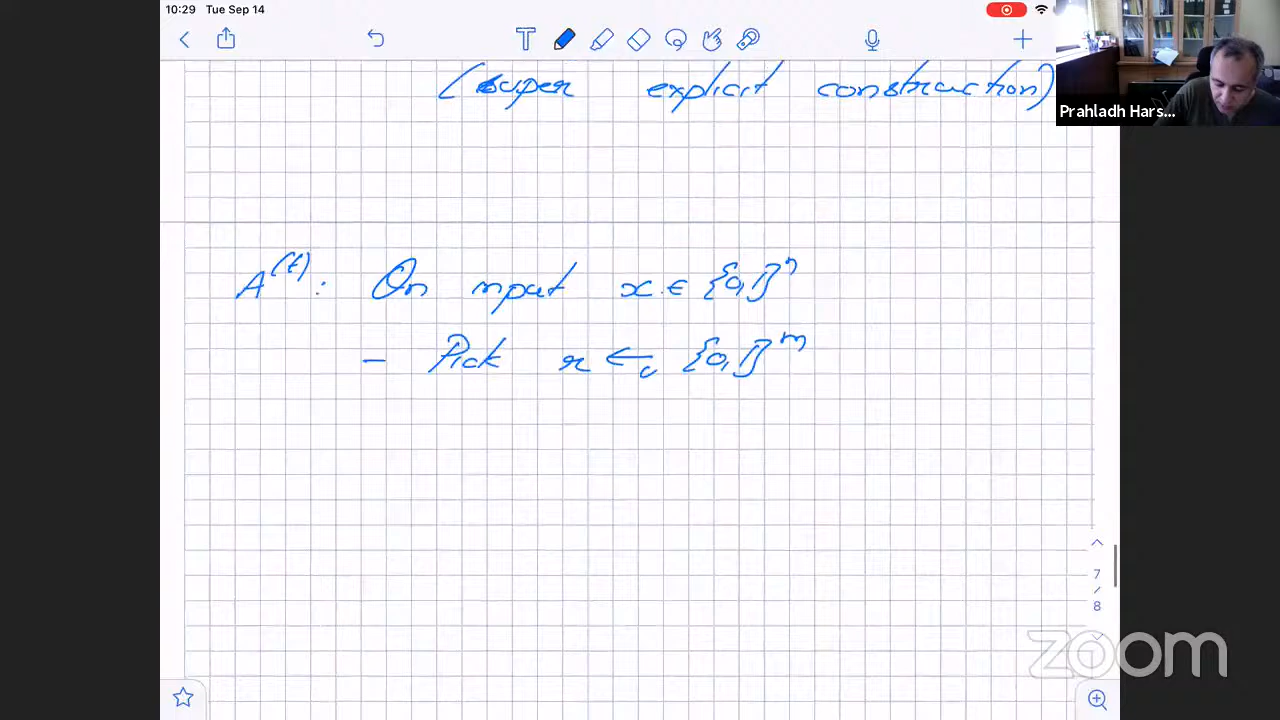 10:29 Tue Sep 14
(super explicit construction)
Prahladh Hars...
A^(t): On input x ∈ {0,1}^n
- Pick r ←_U {0,1}^m
7
/
8
zoom